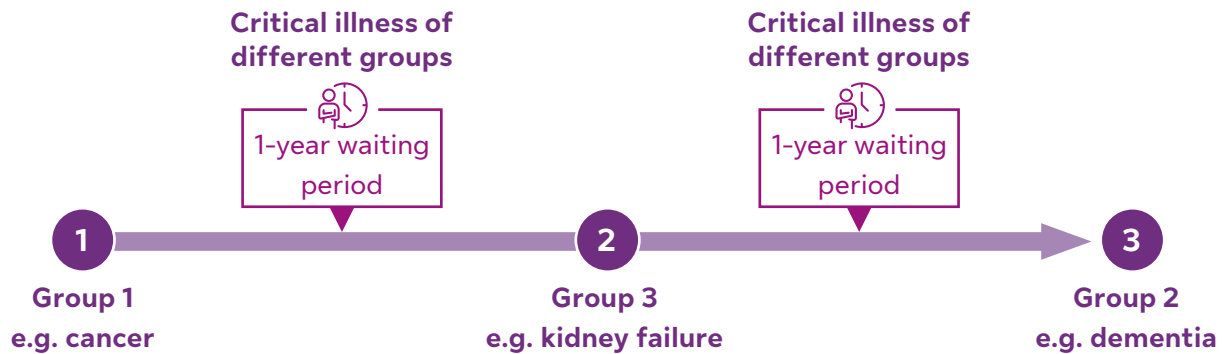 Critical illness of
different groups
1-year waiting
period
Critical illness of
different groups
1-year waiting
period
1
2
3
Group 1
e.g. cancer
Group 3
e.g. kidney failure
Group 2
e.g. dementia